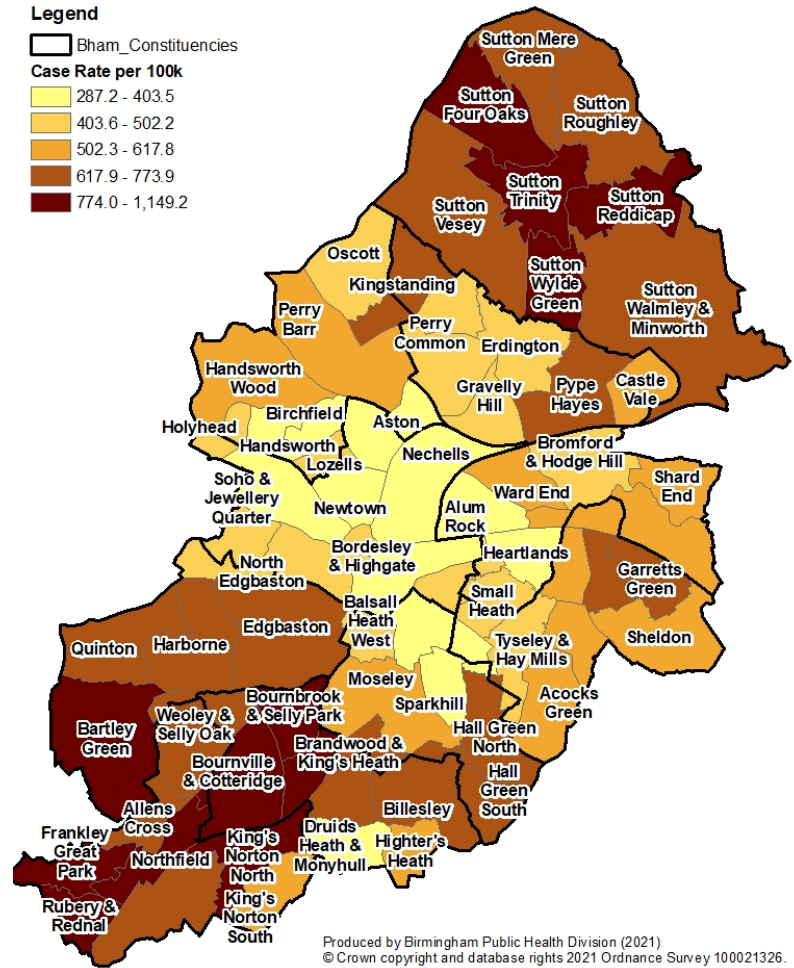 Legend
Bham_Constituencies
Case Rate per 100k
287.2 - 403.5
403.6 - 502.2
502.3 - 617.8
617.9 - 773.9
774.0 - 1,149.2
Sutton Mere
Green
Sutton
Four Oaks
Sutton
Roughley
Sutton
Trinity
Sutton
Reddicap
Sutton
Vesey
Oscott
Sutton
Wylde
Green
Kingstanding
Sutton
Walmley &
Minworth
Perry
Barr
Perry
Common
Erdington
Handsworth
Wood
Gravelly
Hill
Pype
Hayes
Castle
Vale
Birchfield
Holyhead
Aston
Handsworth
Lozells
Nechells
Bromford
& Hodge Hill
Soho &
Jewellery
Quarter
Newtown
Ward End
Shard
End
Alum
Rock
Bordesley
& Highgate
Heartlands
North
Edgbaston
Garretts
Green
Small
Heath
Balsall
Heath
West
Edgbaston
Quinton
Harborne
Tyseley &
Hay Mills
Sheldon
Moseley
Sparkhill
Acocks
Green
Bournbrook
& Selly Park
Weoley &
Selly Oak
Bartley
Green
Hall Green
North
Brandwood &
King's Heath
Bournville
& Cotteridge
Hall
Green
South
Allens
Cross
Billesley
Frankley
Great
Park
Northfield
King's
Norton
North
Druids
Heath &
Monyhull
Highter's
Heath
Rubery &
Rednal
King's
Norton
South
Produced by Birmingham Public Health Division (2021)
© Crown copyright and database rights 2021 Ordnance Survey 100021326.